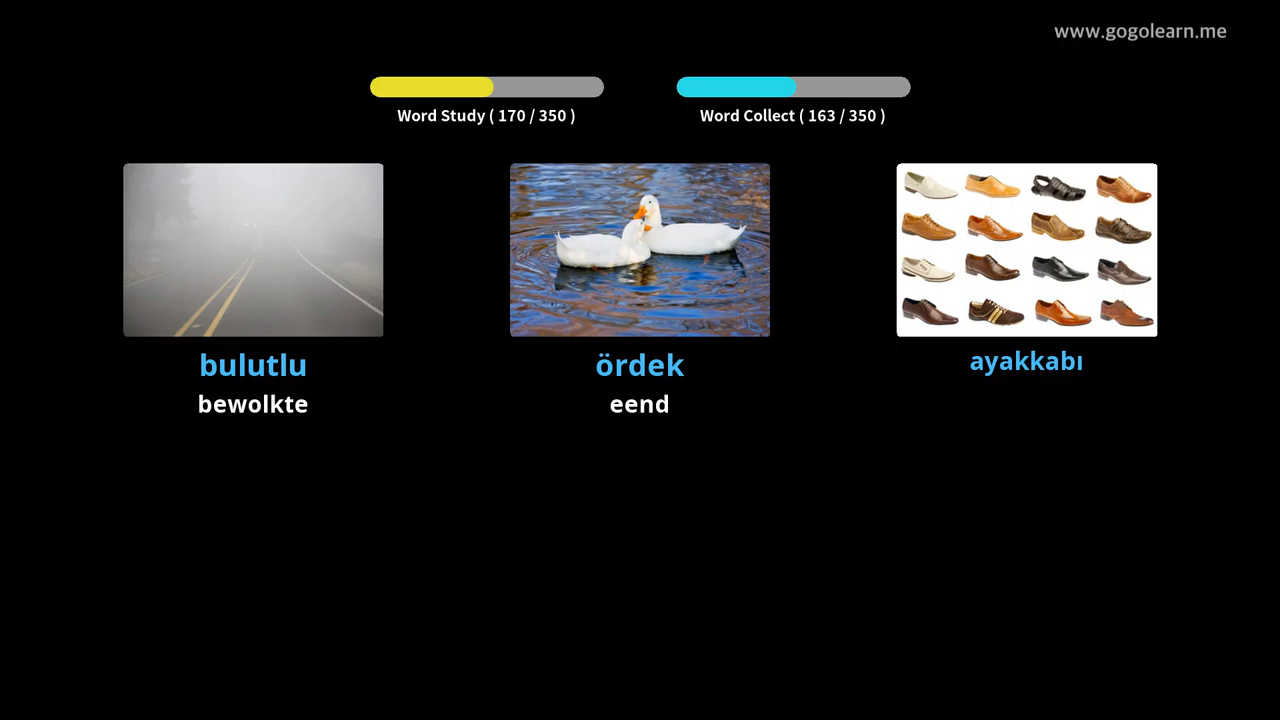 www.gogolearn.me
Word Study ( 170 / 350 )
Word Collect ( 163 / 350 )
bulutlu
bewolkte
ördek
eend
ayakkabı